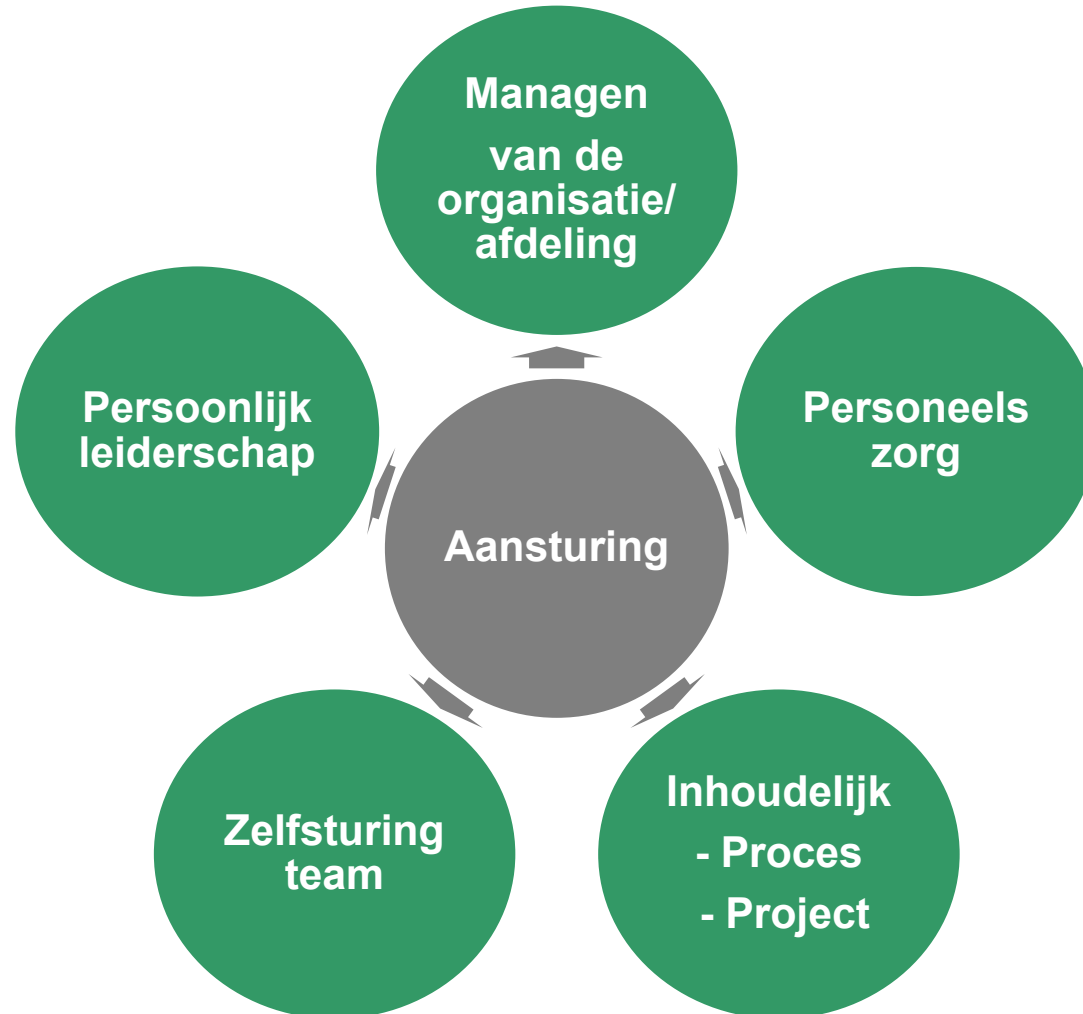 Managen
van de
organisatie/
afdeling
Persoonlijk
leiderschap
Personeels
zorg
Aansturing
Zelfsturing
team
Inhoudelijk
- Proces
- Project